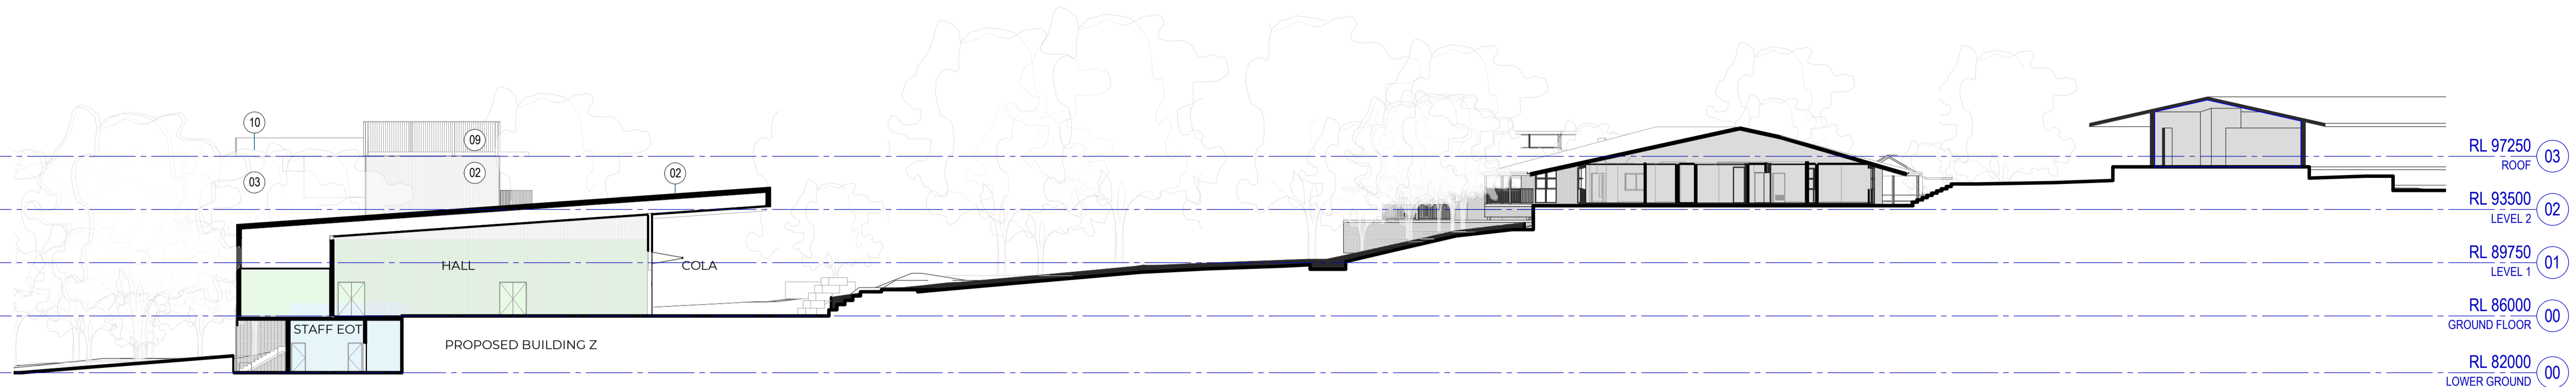 10
09
RL 97250
ROOF
03
03
02
02
RL 93500
LEVEL 2
02
HALL
COLA
RL 89750
LEVEL 1
01
RL 86000
GROUND FLOOR
00
STAFF EOT
PROPOSED BUILDING Z
RL 82000
LOWER GROUND
00